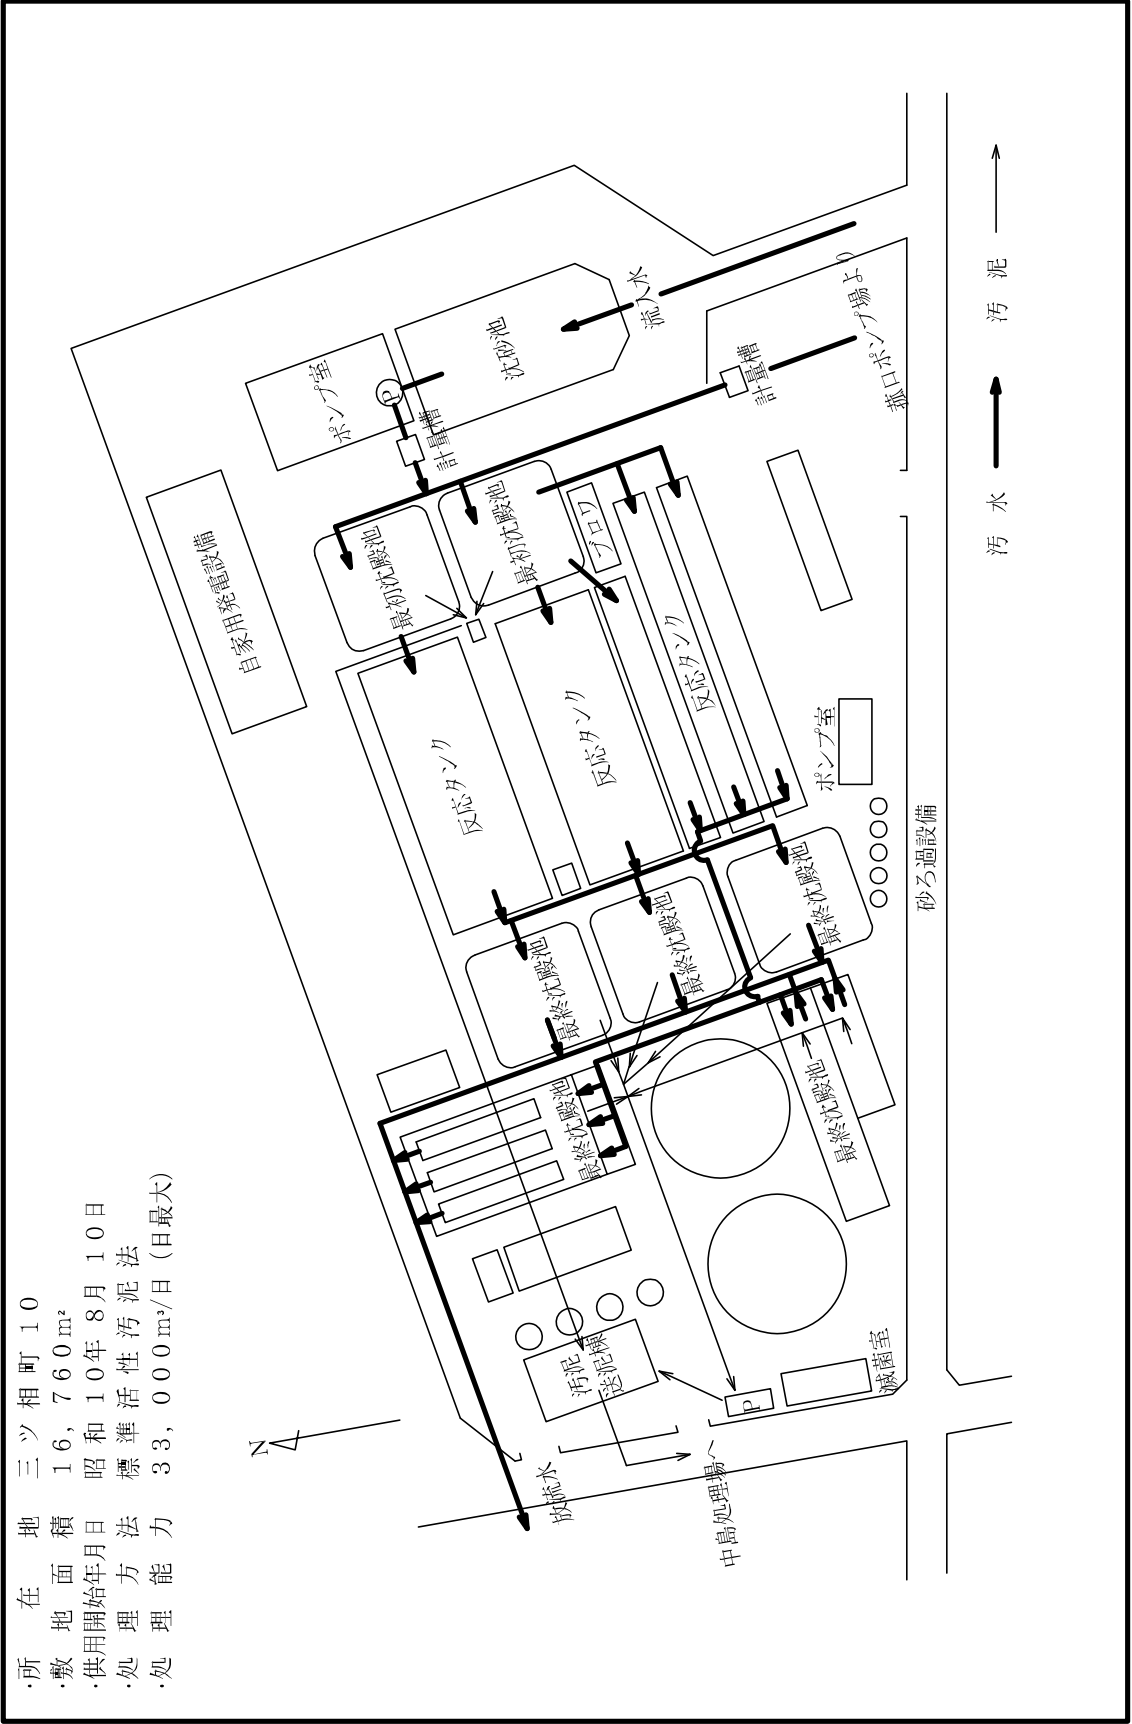 ・所在地 三ツ相町１０
・敷地面積 １６，７６０m²
・供用開始年月日 昭和１０年８月１０日
・処理方法 標準活性汚泥法
・処理能力 ３３，０００m³/日（日最大）
N
自家用発電設備
ポンプ室
P
計量槽
沈砂池
流入水
計量槽
菰口ポンプ場より
最初沈殿池
最初沈殿池
ブロワ
反応タンク
反応タンク
反応タンク
ポンプ室
砂ろ過設備
最終沈殿池
最終沈殿池
最終沈殿池
最終沈殿池
最終沈殿池
汚泥
送泥棟
P
滅菌室
放流水
中島処理場へ
汚水
汚泥